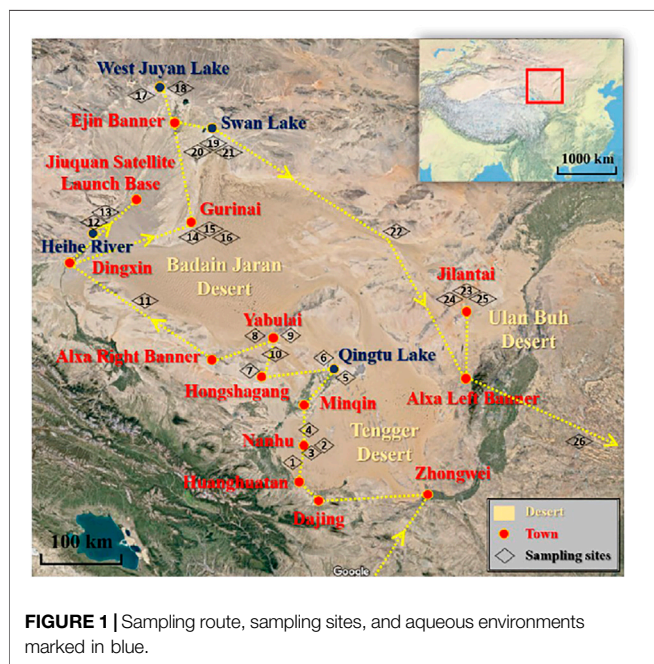 West Juyan Lake
17
18
Ejin Banner
Swan Lake
19
20
21
1000 km
Jiuquan Satellite
Launch Base
13
12
Gurinai
15
14
16
22
Heihe River
Dingxin
Badain Jaran
Desert
Jilantai
23
24
25
11
Ulan Buh
Desert
Yabulai
8
9
10
6
Qingtu Lake
Alxa Right Banner
7
5
Hongshagang
Alxa Left Banner
Minqin
4
Nanhu
2
3
1
Tengger
Desert
26
Huanghuatan
Zhongwei
Dajing
Desert
Town
Sampling sites
100 km
Google
FIGURE 1 | Sampling route, sampling sites, and aqueous environments
marked in blue.